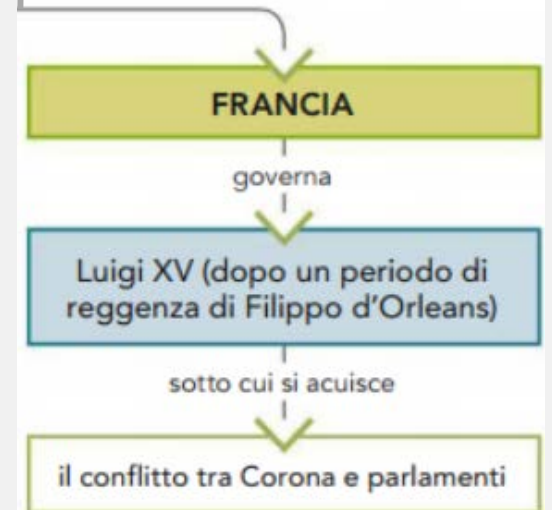 FRANCIA
governa
Luigi XV (dopo un periodo di
reggenza di Filippo d'Orleans)
sotto cui si acuisce
il conflitto tra Corona e parlamenti